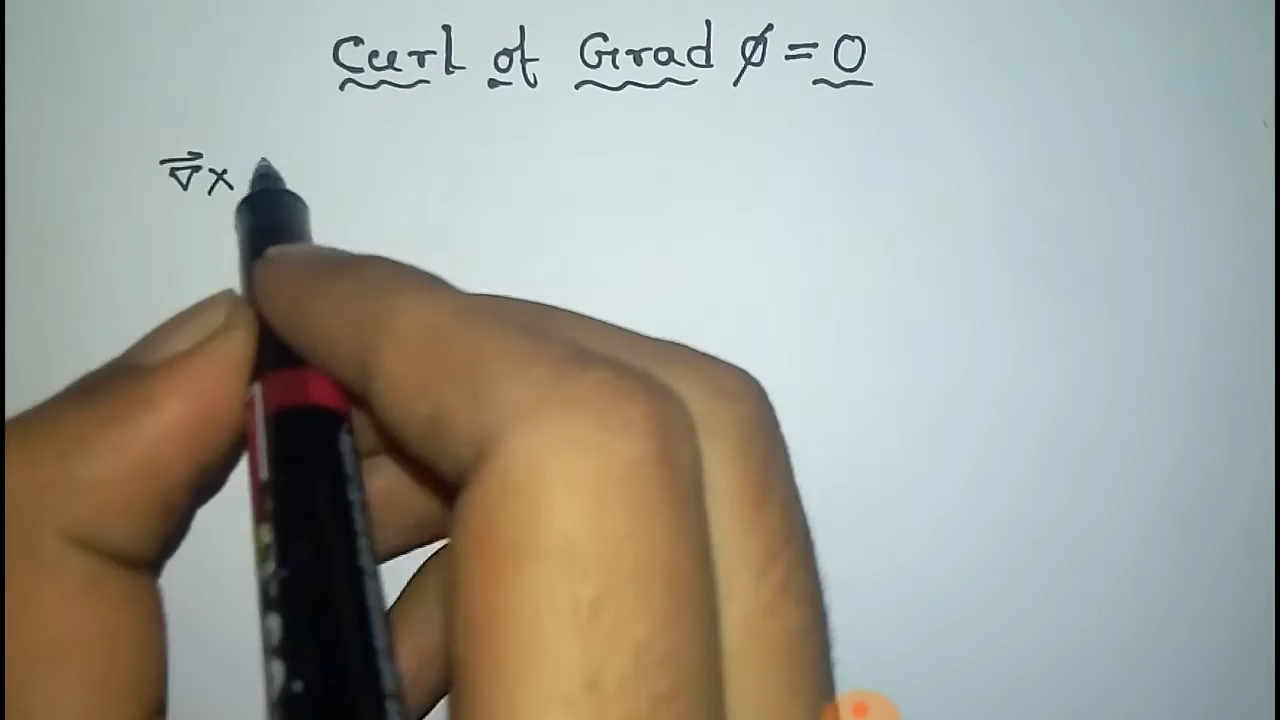 Curl of Grad ϕ = 0
∇⃗ ×